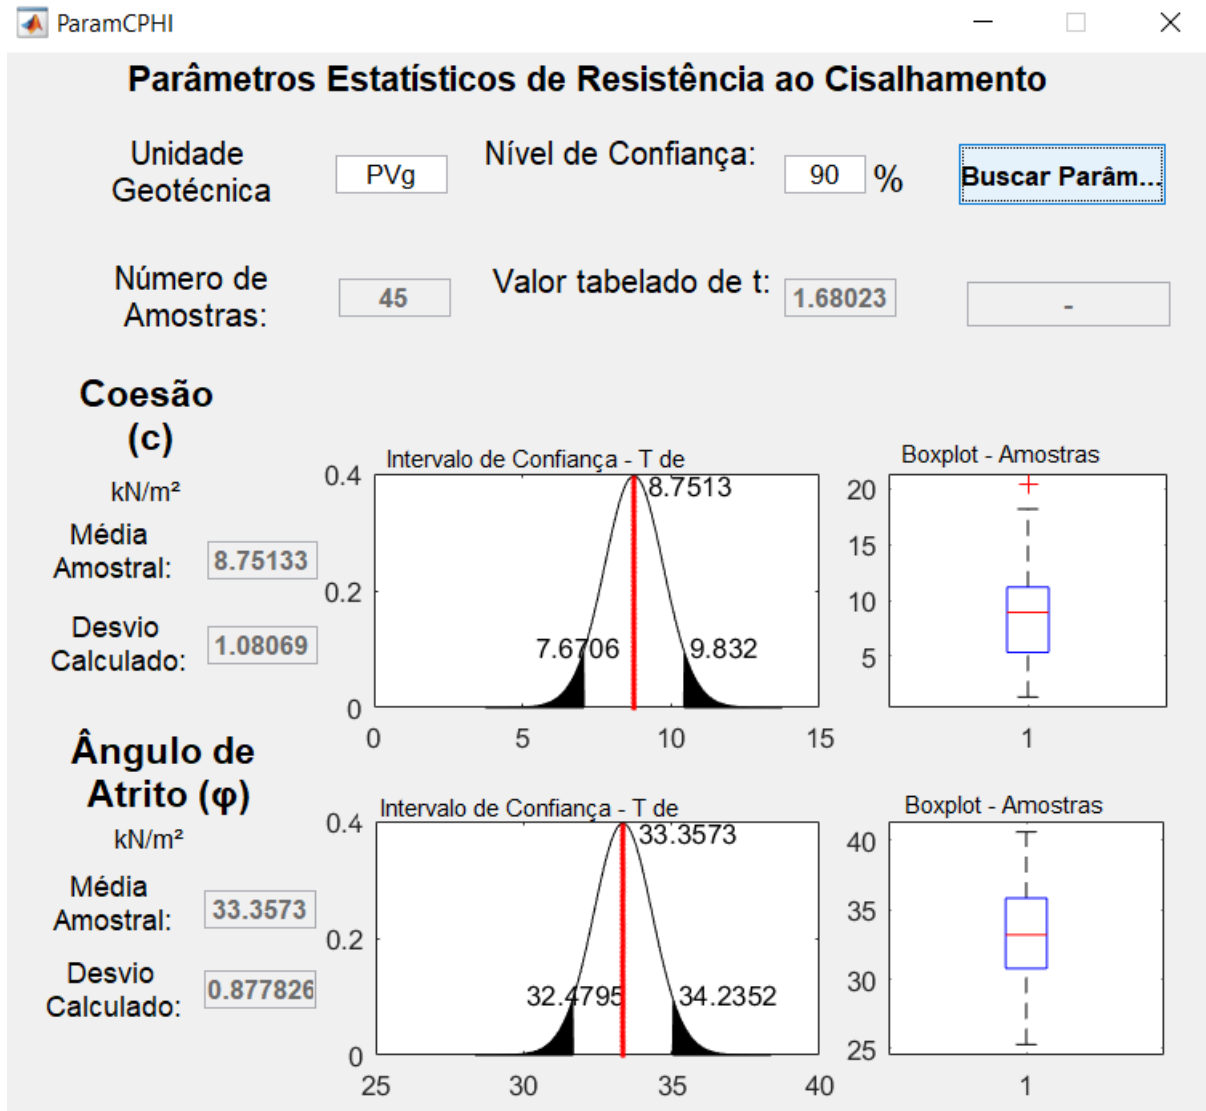 ParamCPHI
Parâmetros Estatísticos de Resistência ao Cisalhamento
Unidade
Geotécnica
PVg
Nível de Confiança:
90
%
Buscar Parâm...
Número de
Amostras:
45
Valor tabelado de t:
1.68023
-
Coesão
(c)
kN/m²
Média
Amostral:
8.75133
Desvio
Calculado:
1.08069
Intervalo de Confiança - T de
0.4
0.2
0
8.7513
7.6706
9.832
0
5
10
15
Boxplot - Amostras
20
15
10
5
1
Ângulo de
Atrito (φ)
kN/m²
Média
Amostral:
33.3573
Desvio
Calculado:
0.877826
Intervalo de Confiança - T de
0.4
0.2
0
33.3573
32.4795
34.2352
25
30
35
40
Boxplot - Amostras
40
35
30
25
1